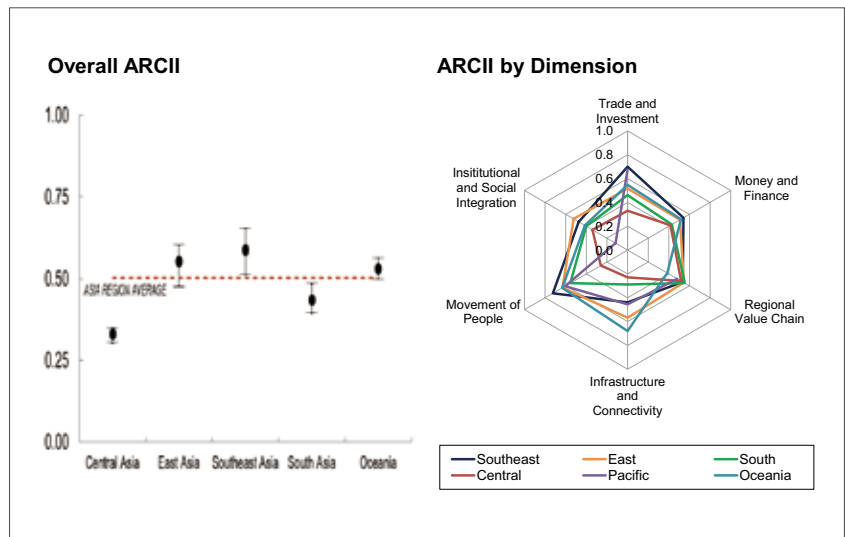 Overall ARCII
1.00
0.75
0.50
0.25
0.00
ASIA REGION AVERAGE
Central Asia
East Asia
Southeast Asia
South Asia
Oceania
ARCII by Dimension
Trade and
Investment
1.0
0.8
0.6
0.4
0.2
0.0
Money and
Finance
Regional
Value Chain
Infrastructure
and
Connectivity
Movement of
People
Insititutional
and Social
Integration
Southeast
East
South
Central
Pacific
Oceania